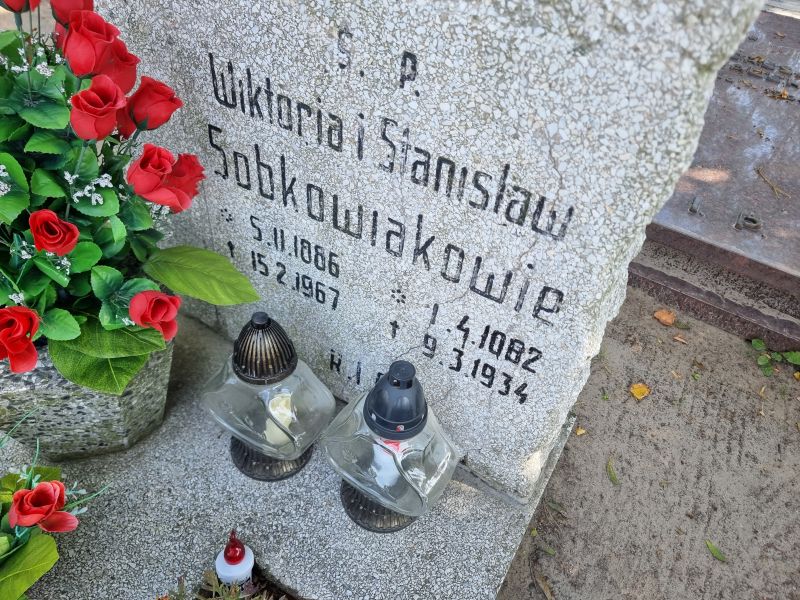 Ś. P.
Wiktoria i Stanisław
Sobkowiakowie
* 5.11.1886
† 15.2.1967
* 1.4.1882
† 9.3.1934
R.I.